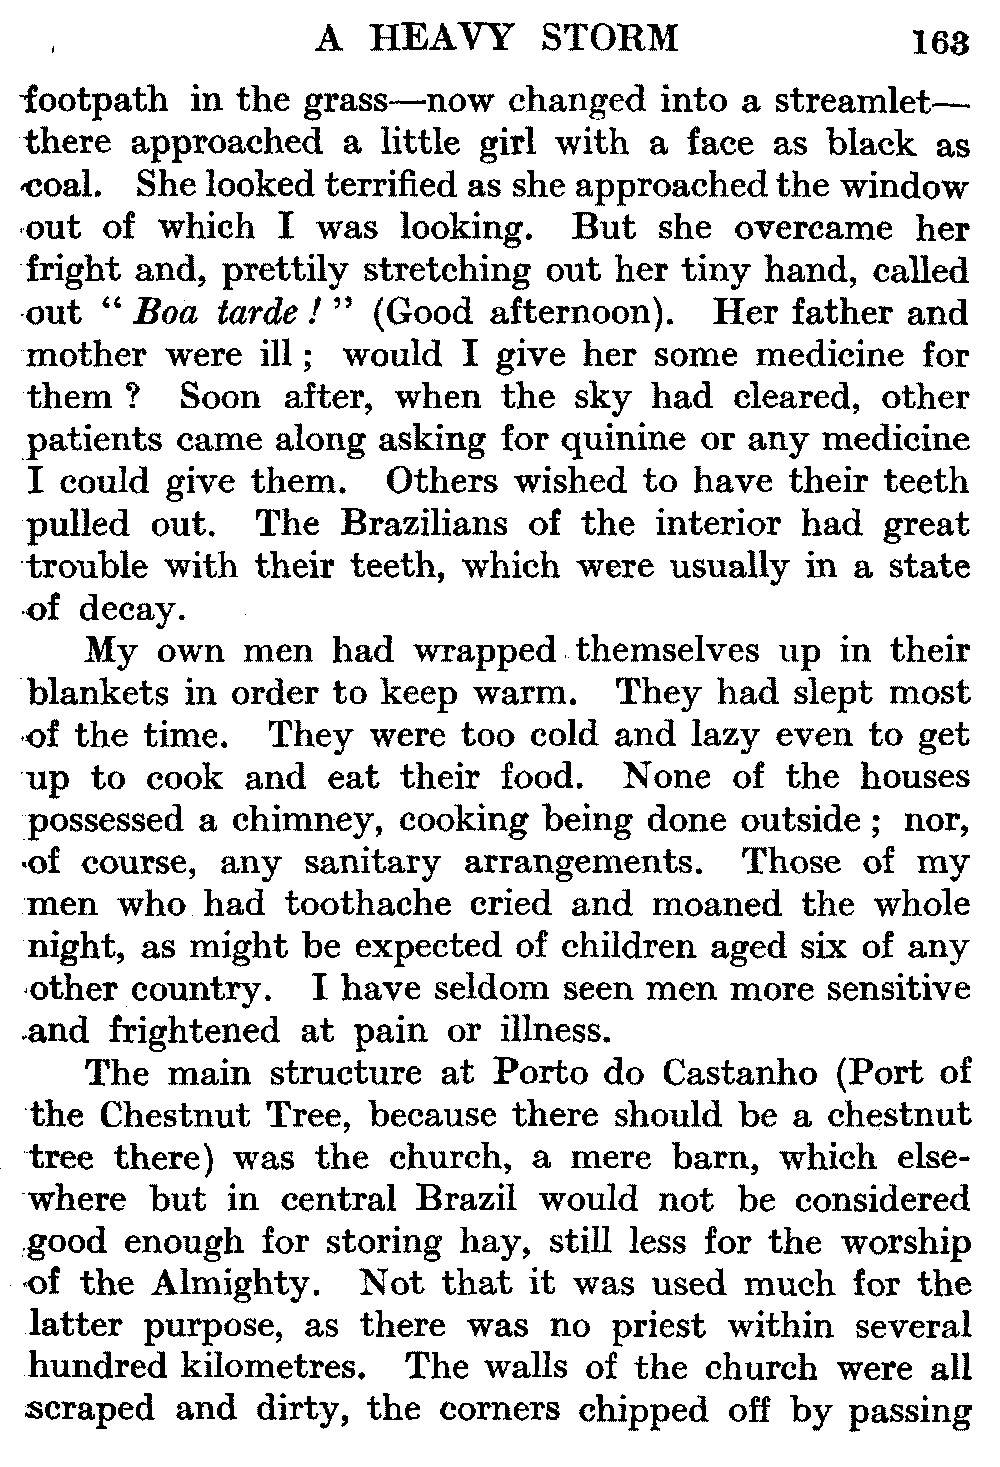 A HEAVY STORM 163
footpath in the grass—now changed into a streamlet—
there approached a little girl with a face as black as
coal. She looked terrified as she approached the window
out of which I was looking. But she overcame her
fright and, prettily stretching out her tiny hand, called
out “ Boa tarde ! ” (Good afternoon). Her father and
mother were ill ; would I give her some medicine for
them ? Soon after, when the sky had cleared, other
patients came along asking for quinine or any medicine
I could give them. Others wished to have their teeth
pulled out. The Brazilians of the interior had great
trouble with their teeth, which were usually in a state
of decay.
My own men had wrapped themselves up in their
blankets in order to keep warm. They had slept most
of the time. They were too cold and lazy even to get
up to cook and eat their food. None of the houses
possessed a chimney, cooking being done outside ; nor,
of course, any sanitary arrangements. Those of my
men who had toothache cried and moaned the whole
night, as might be expected of children aged six of any
other country. I have seldom seen men more sensitive
and frightened at pain or illness.
The main structure at Porto do Castanho (Port of
the Chestnut Tree, because there should be a chestnut
tree there) was the church, a mere barn, which else-
where but in central Brazil would not be considered
good enough for storing hay, still less for the worship
of the Almighty. Not that it was used much for the
latter purpose, as there was no priest within several
hundred kilometres. The walls of the church were all
scraped and dirty, the corners chipped off by passing